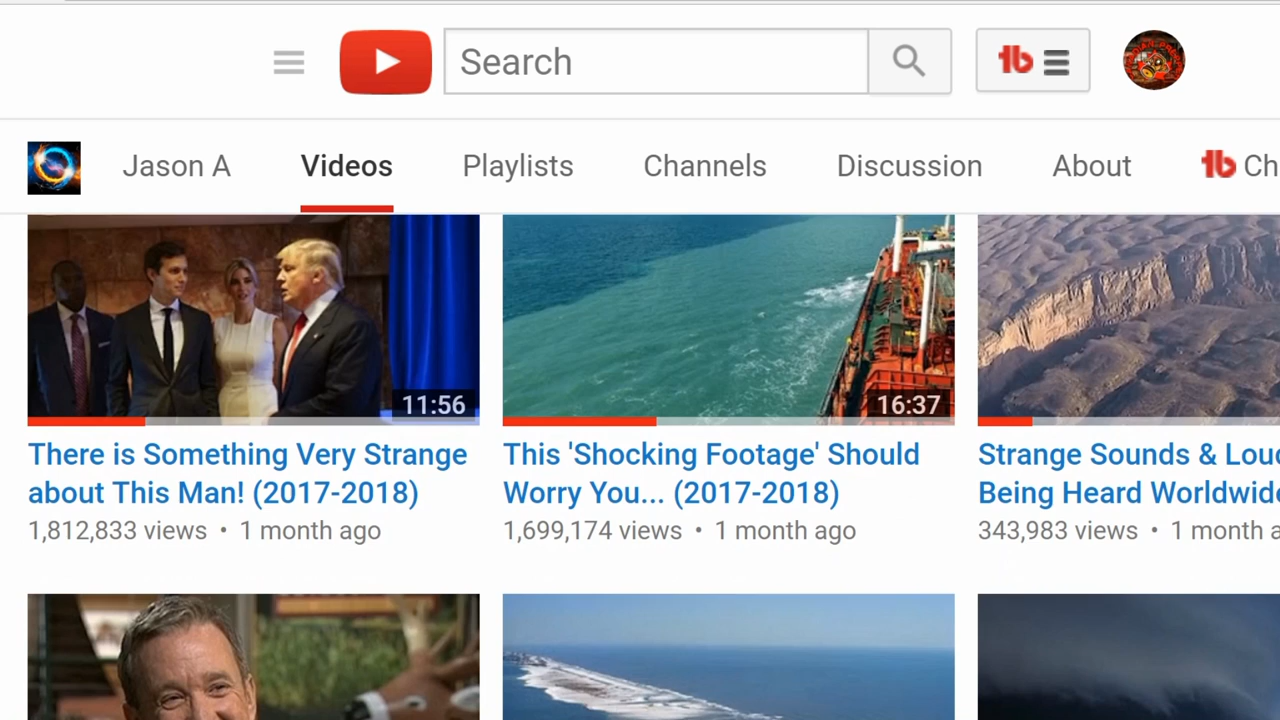 Search
Jason A Videos Playlists Channels Discussion About Ch
11:56 16:37
There is Something Very Strange
about This Man! (2017-2018)
1,812,833 views • 1 month ago
This 'Shocking Footage' Should
Worry You... (2017-2018)
1,699,174 views • 1 month ago
Strange Sounds & Lou
Being Heard Worldwide
343,983 views • 1 month a